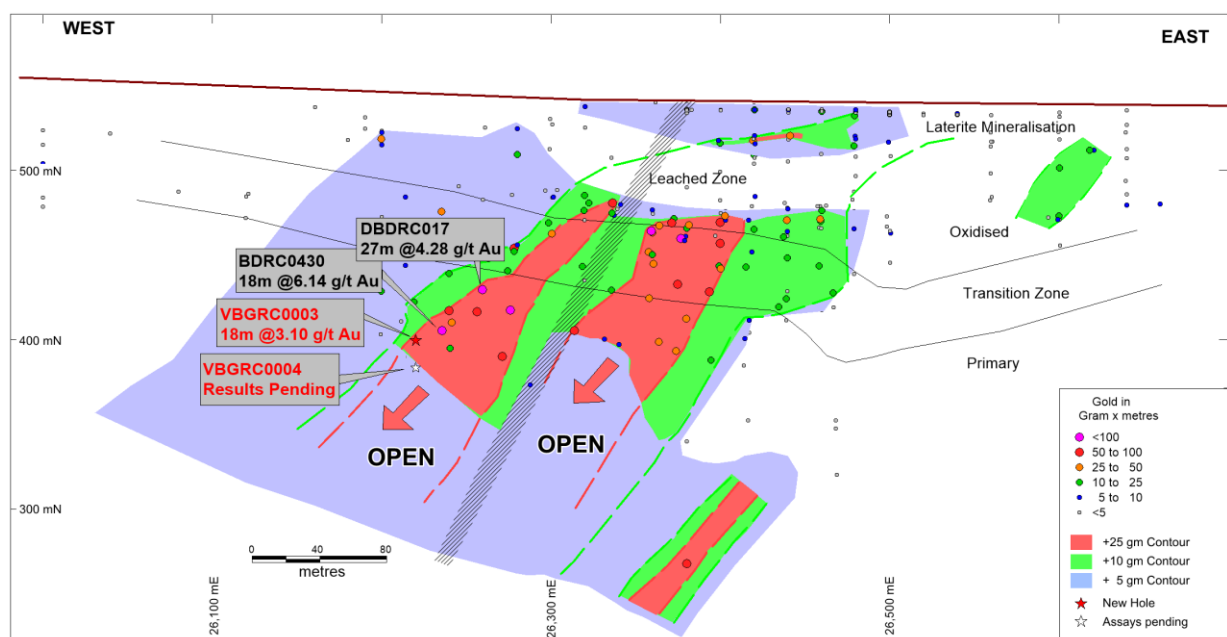 WEST
EAST
Laterite Mineralisation
500 mN
Leached Zone
DBDRC017
27m @4.28 g/t Au
Oxidised
BDRC0430
18m @6.14 g/t Au
Transition Zone
VBGRC0003
18m @3.10 g/t Au
400 mN
Primary
VBGRC0004
Results Pending
OPEN
OPEN
300 mN
0 40 80
metres
26,100 mE
26,300 mE
26,500 mE
Gold in
Gram x metres
<100
50 to 100
25 to 50
10 to 25
5 to 10
<5
+25 gm Contour
+10 gm Contour
+ 5 gm Contour
New Hole
Assays pending